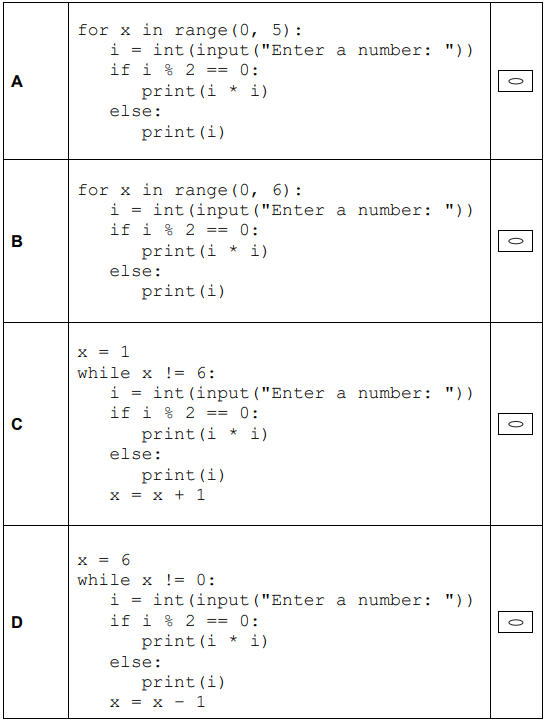 A
for x in range(0, 5):
   i = int(input("Enter a number: "))
   if i % 2 == 0:
      print(i * i)
   else:
      print(i)
B
for x in range(0, 6):
   i = int(input("Enter a number: "))
   if i % 2 == 0:
      print(i * i)
   else:
      print(i)
C
x = 1
while x != 6:
   i = int(input("Enter a number: "))
   if i % 2 == 0:
      print(i * i)
   else:
      print(i)
   x = x + 1
D
x = 6
while x != 0:
   i = int(input("Enter a number: "))
   if i % 2 == 0:
      print(i * i)
   else:
      print(i)
   x = x - 1